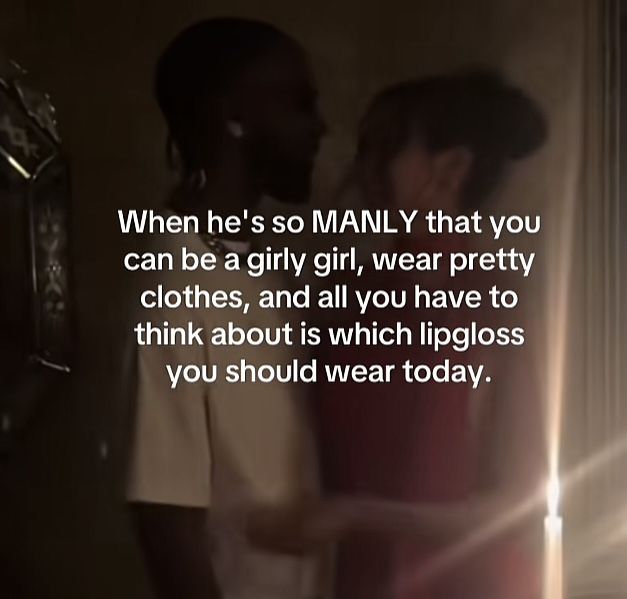 When he's so MANLY that you
can be a girly girl, wear pretty
clothes, and all you have to
think about is which lipgloss
you should wear today.